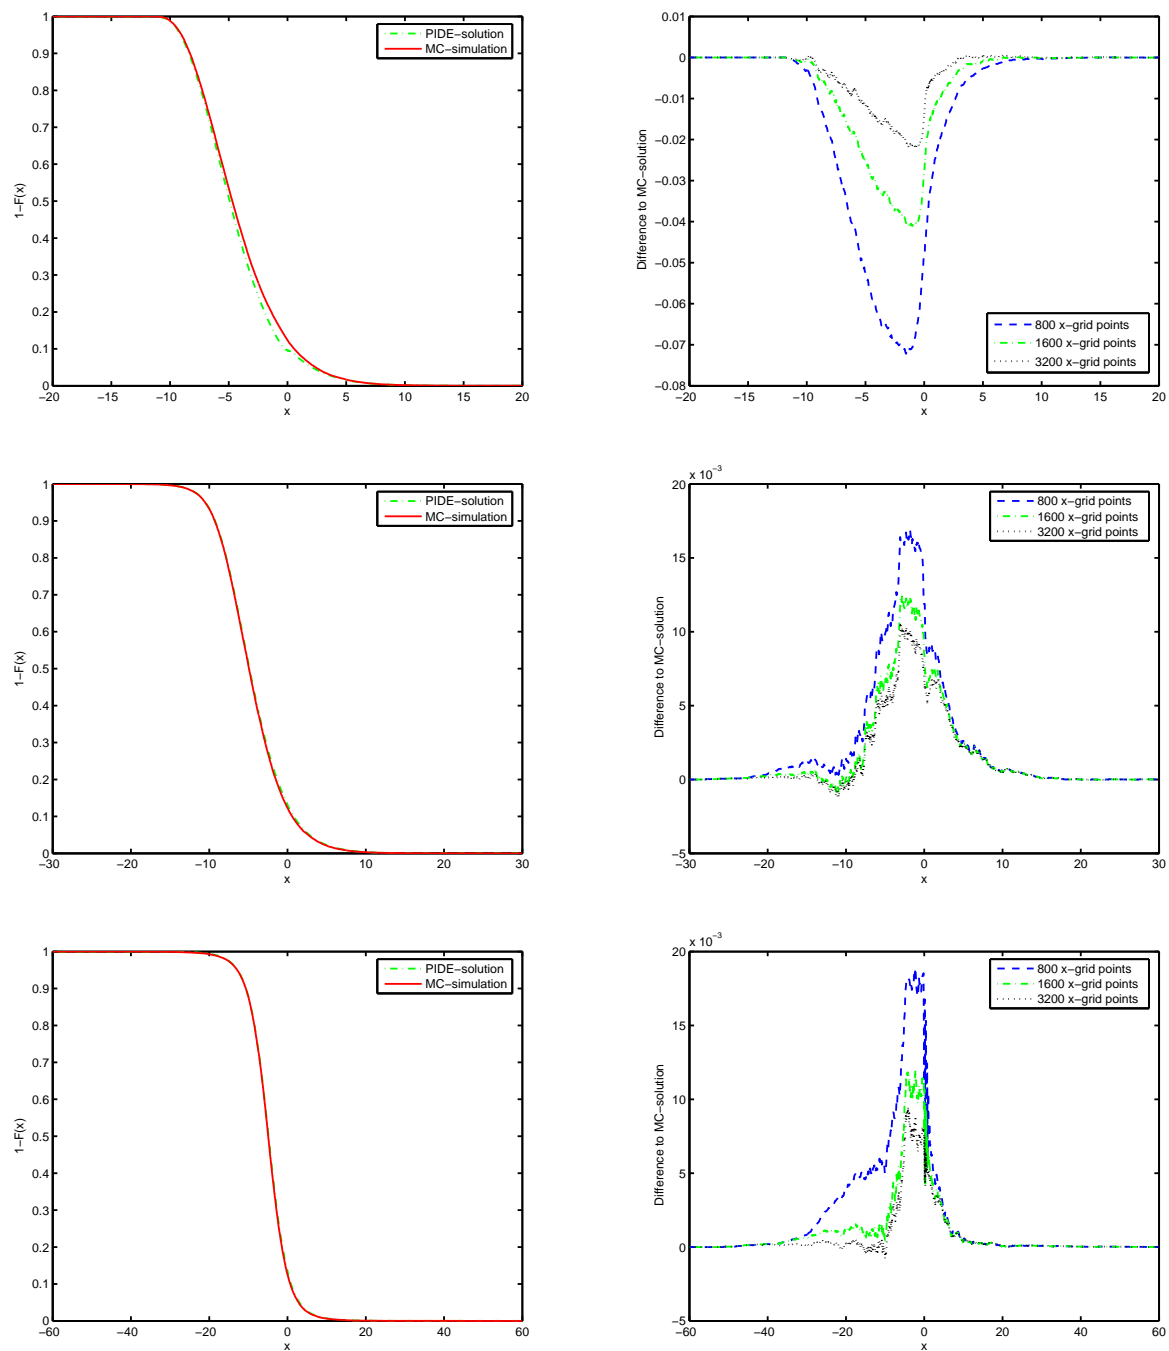 1
0.9
0.8
0.7
0.6
0.5
0.4
0.3
0.2
0.1
0
1−F(x)
PIDE−solution
MC−simulation
−20 −15 −10 −5 0 5 10 15 20
x
0.01
0
−0.01
−0.02
−0.03
−0.04
−0.05
−0.06
−0.07
−0.08
Difference to MC−solution
800 x−grid points
1600 x−grid points
3200 x−grid points
−20 −15 −10 −5 0 5 10 15 20
x
1
0.9
0.8
0.7
0.6
0.5
0.4
0.3
0.2
0.1
0
1−F(x)
PIDE−solution
MC−simulation
−30 −20 −10 0 10 20 30
x
x 10−3
20
15
10
5
0
−5
Difference to MC−solution
800 x−grid points
1600 x−grid points
3200 x−grid points
−30 −20 −10 0 10 20 30
x
1
0.9
0.8
0.7
0.6
0.5
0.4
0.3
0.2
0.1
0
1−F(x)
PIDE−solution
MC−simulation
−60 −40 −20 0 20 40 60
x
x 10−3
20
15
10
5
0
−5
Difference to MC−solution
800 x−grid points
1600 x−grid points
3200 x−grid points
−60 −40 −20 0 20 40 60
x